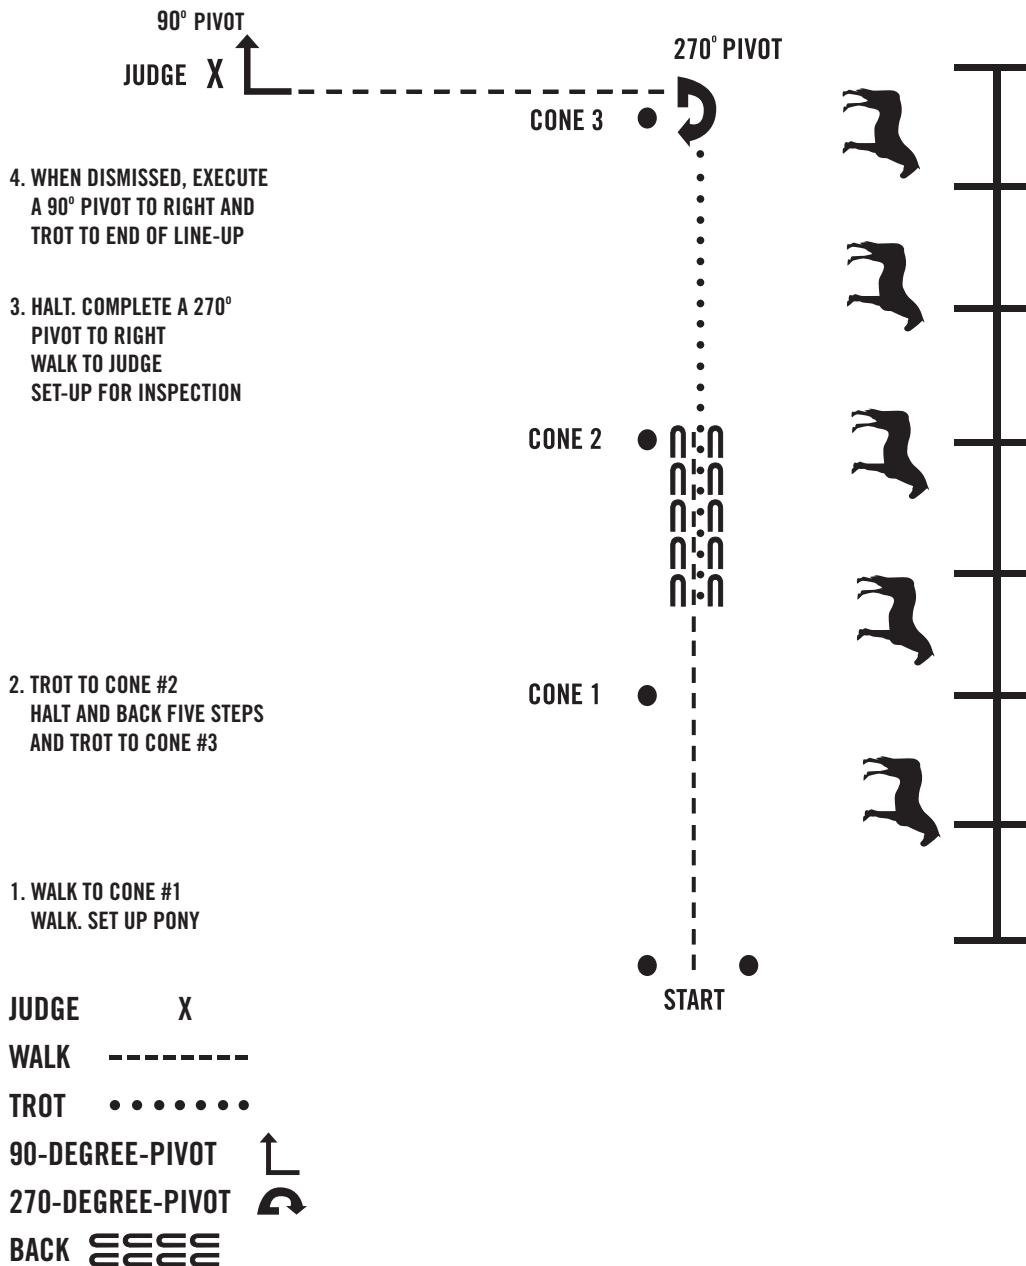 90° PIVOT
270° PIVOT
JUDGE X
CONE 3
4. WHEN DISMISSED, EXECUTE
A 90° PIVOT TO RIGHT AND
TROT TO END OF LINE-UP
3. HALT. COMPLETE A 270°
PIVOT TO RIGHT
WALK TO JUDGE
SET-UP FOR INSPECTION
CONE 2
2. TROT TO CONE #2
HALT AND BACK FIVE STEPS
AND TROT TO CONE #3
CONE 1
1. WALK TO CONE #1
WALK. SET UP PONY
START
JUDGE X
WALK
TROT
90-DEGREE-PIVOT
270-DEGREE-PIVOT
BACK